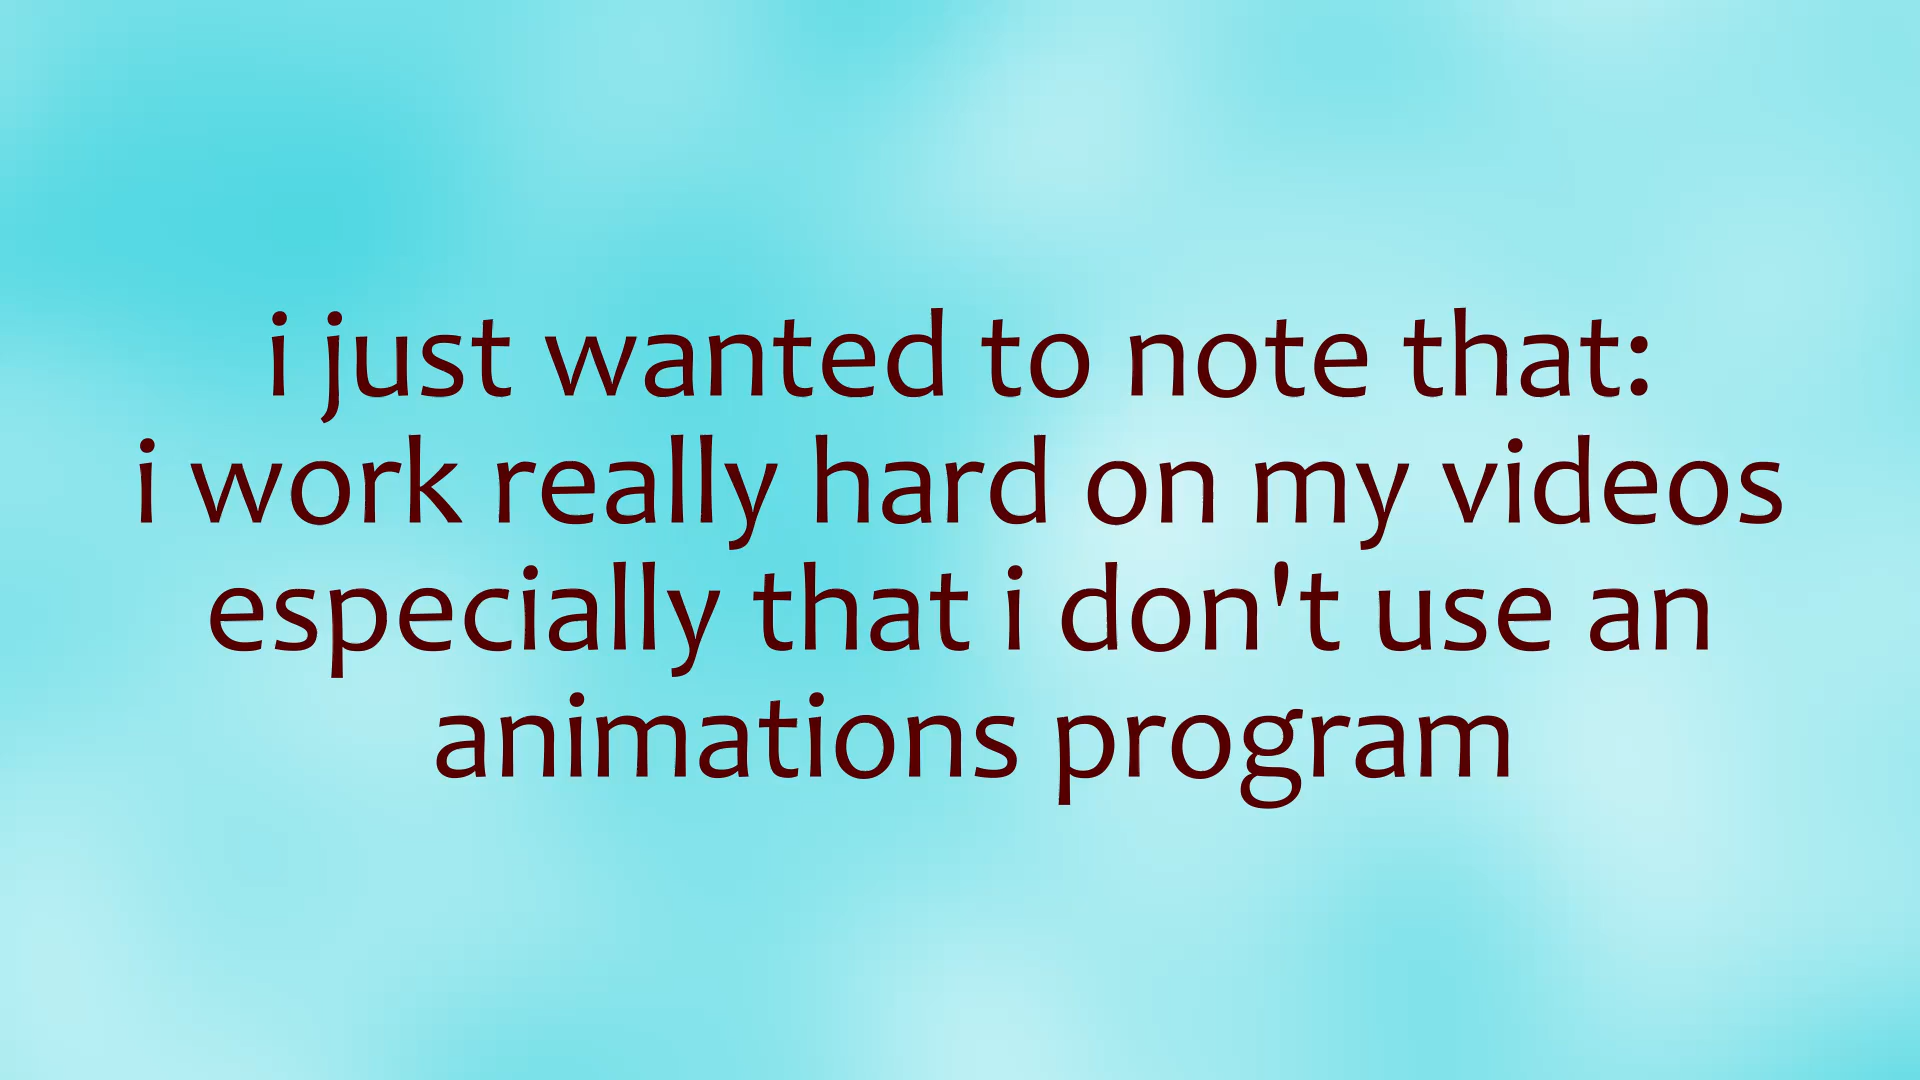 i just wanted to note that:
i work really hard on my videos
especially that i don't use an
animations program